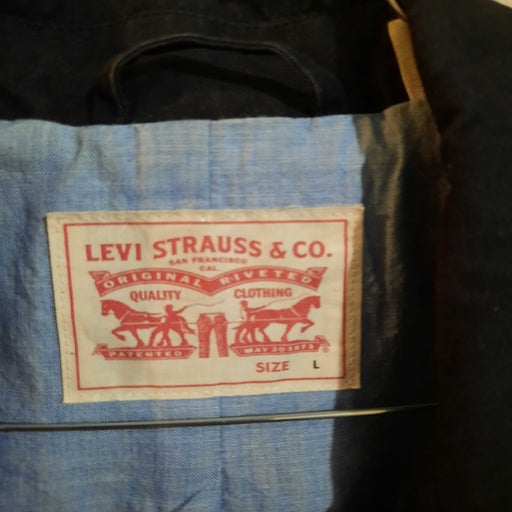 LEVI STRAUSS & CO.
SAN FRANCISCO
CAL.
ORIGINAL RIVETED
QUALITY CLOTHING
PATENTED MAY 20 1873
®
SIZE L